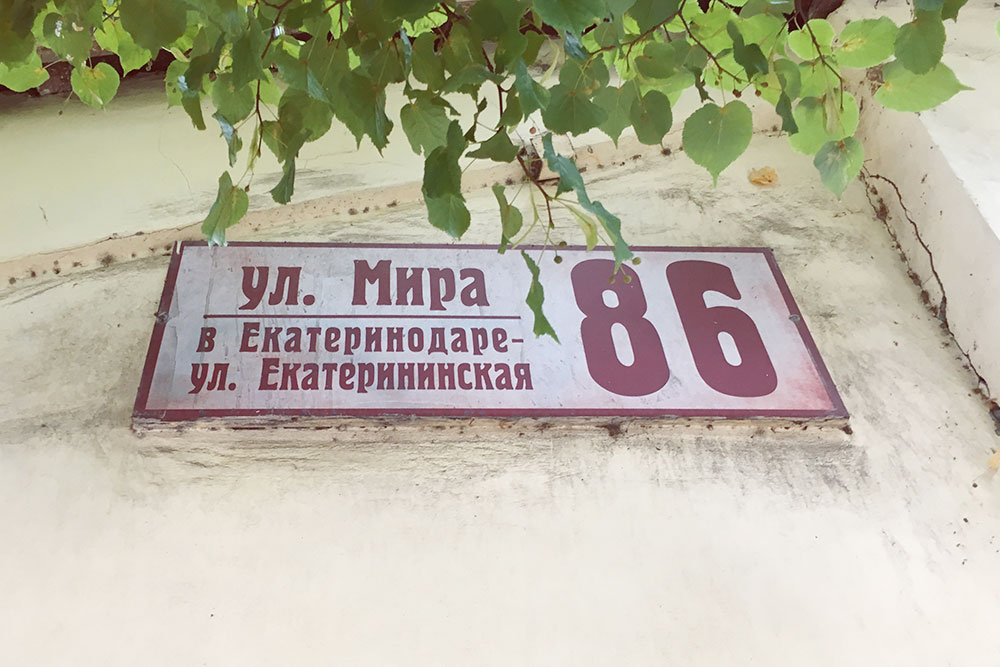 ул. Мира
в Екатеринодаре-
ул. Екатерининская
86